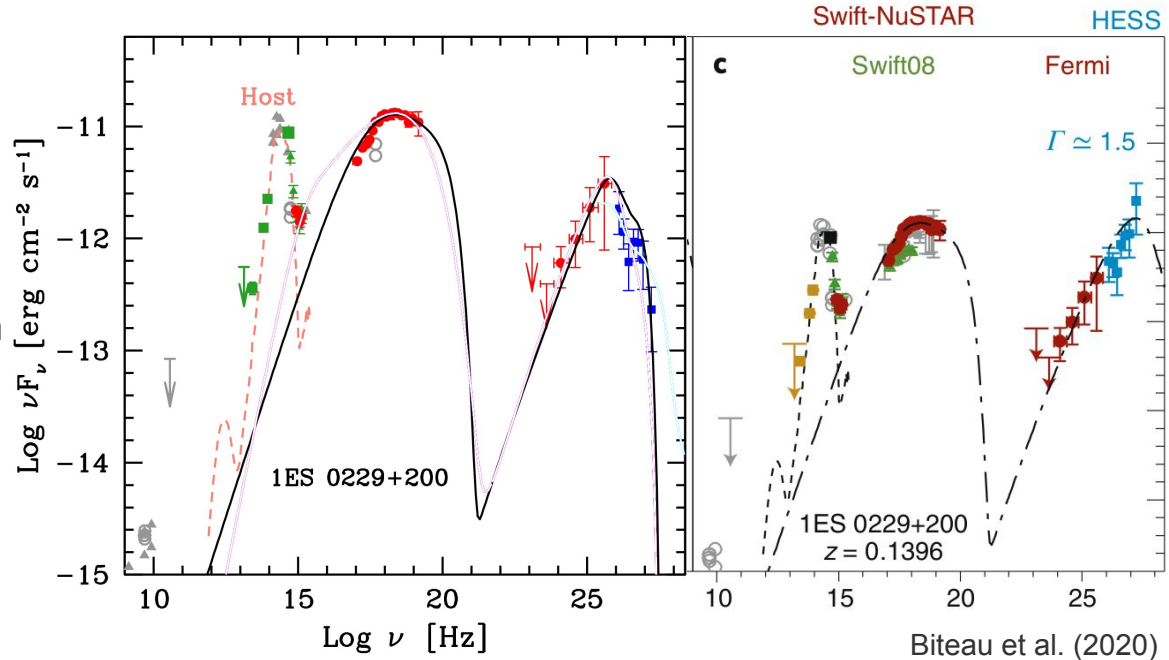 Swift-NuSTAR
HESS
Host
c
Swift08
Fermi
Γ ≃ 1.5
−11
−12
−13
−14
−15
Log νFν [erg cm−2 s−1]
1ES 0229+200
1ES 0229+200
z = 0.1396
10
15
20
25
10
15
20
25
Log ν [Hz]
Biteau et al. (2020)